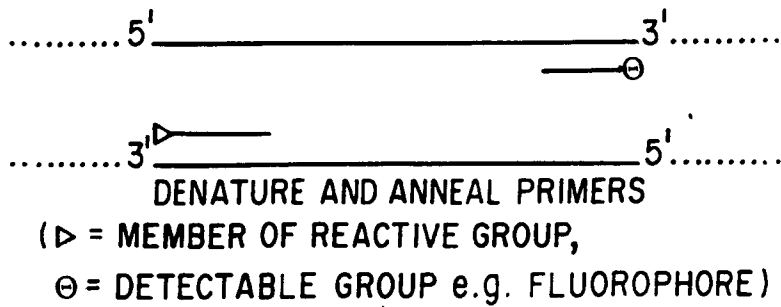 5' 3'
3' 5'
DENATURE AND ANNEAL PRIMERS
(▷ = MEMBER OF REACTIVE GROUP,
Θ = DETECTABLE GROUP e.g. FLUOROPHORE)